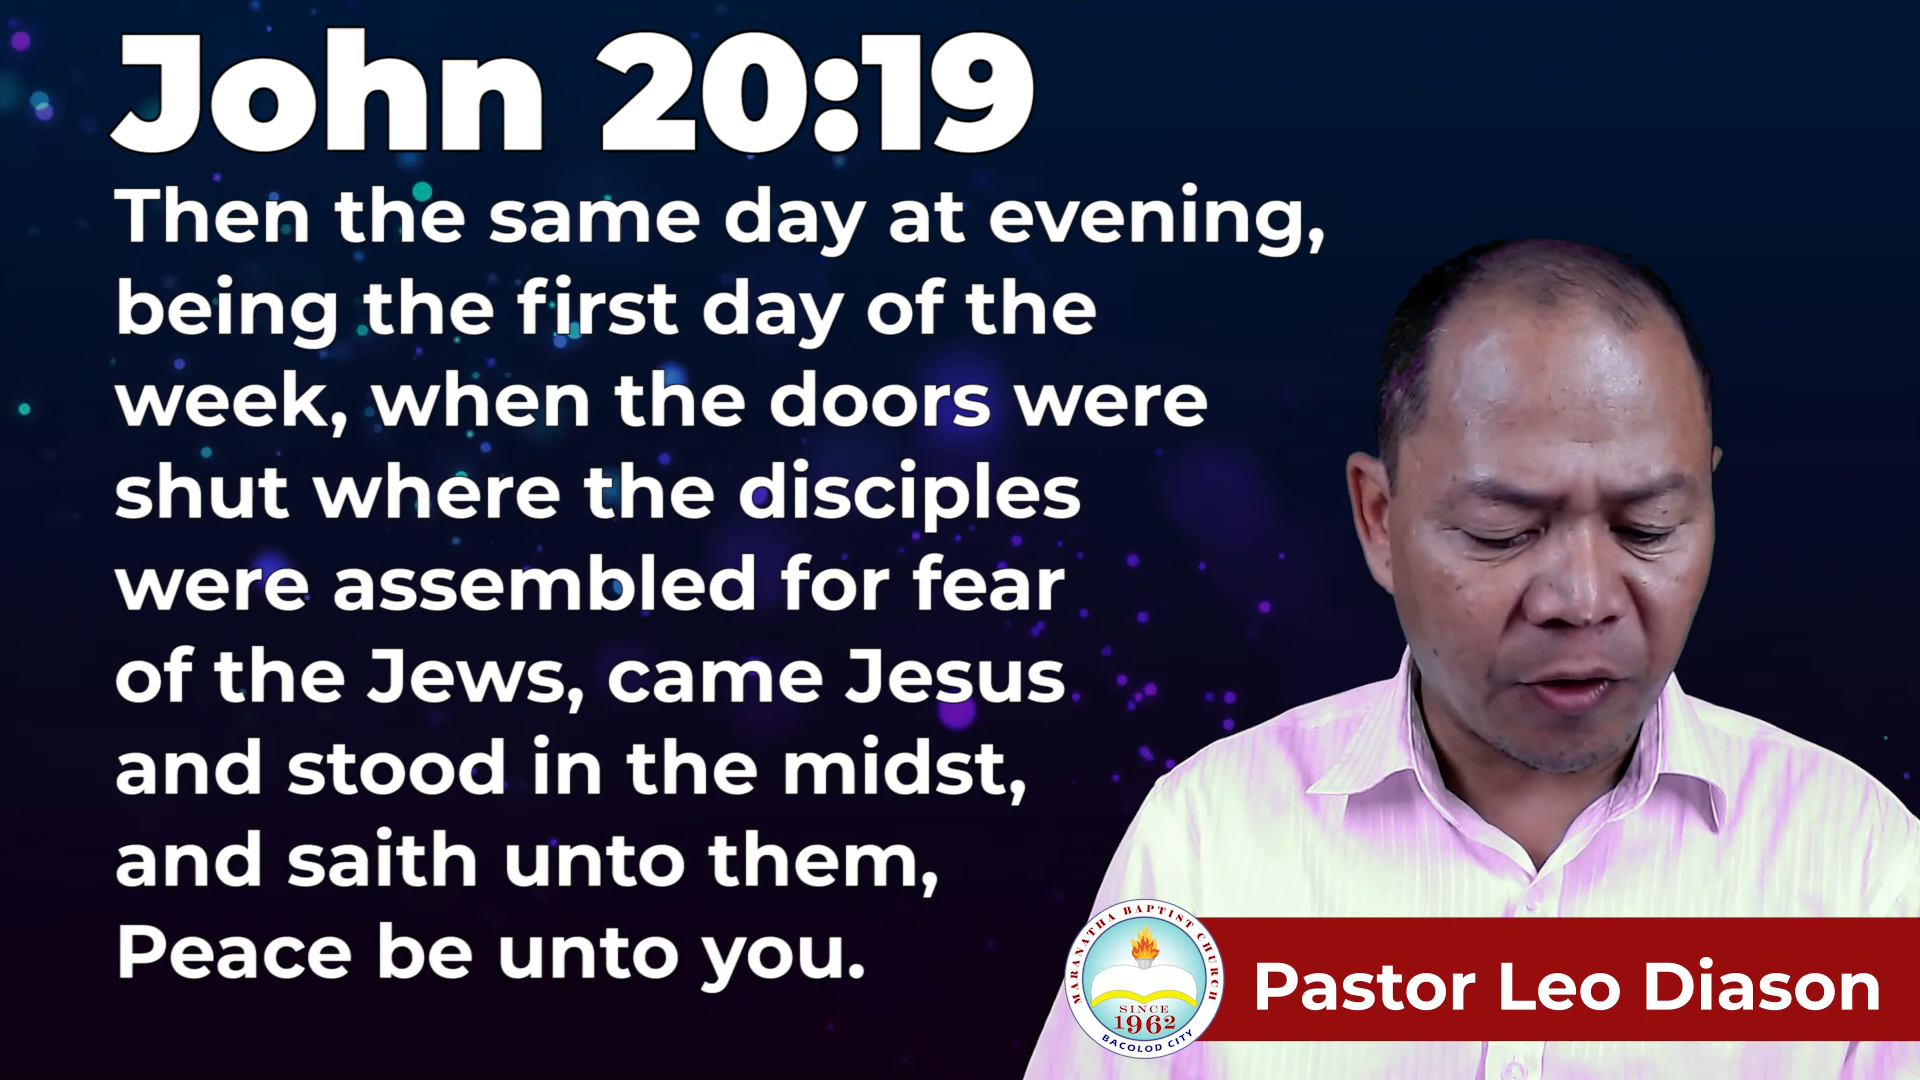 John 20:19
Then the same day at evening,
being the first day of the
week, when the doors were
shut where the disciples
were assembled for fear
of the Jews, came Jesus
and stood in the midst,
and saith unto them,
Peace be unto you.
MARANATHA BAPTIST CHURCH
SINCE
1962
BACOLOD CITY
Pastor Leo Diason